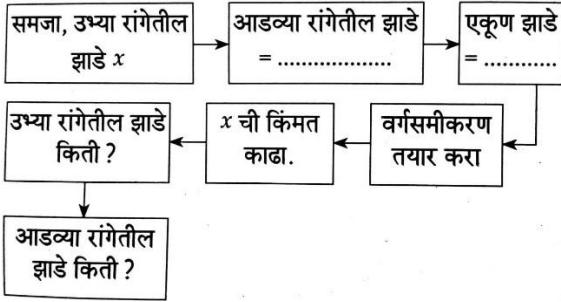 समजा, उभ्या रांगेतील
झाडे x
आडव्या रांगेतील झाडे
= ....................
एकूण झाडे
= ............
वर्गसमीकरण
तयार करा
x ची किंमत
काढा.
उभ्या रांगेतील झाडे
किती ?
आडव्या रांगेतील
झाडे किती ?